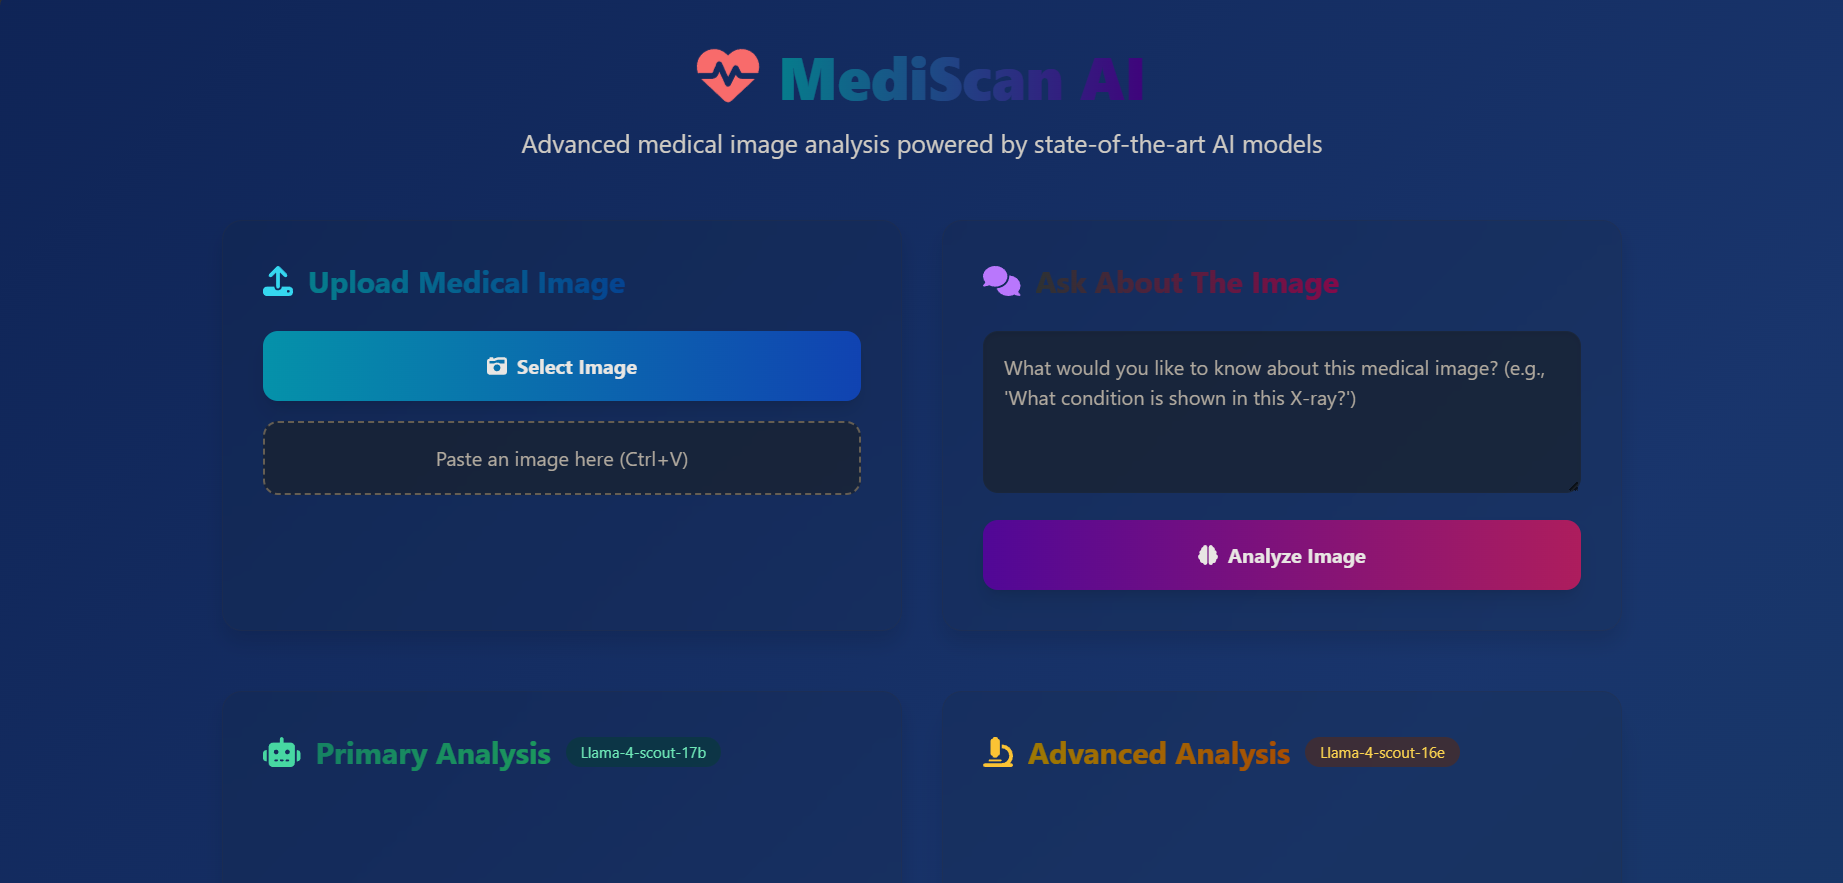 MediScan AI
Advanced medical image analysis powered by state-of-the-art AI models
Upload Medical Image
Select Image
Paste an image here (Ctrl+V)
Ask About The Image
What would you like to know about this medical image? (e.g.,
'What condition is shown in this X-ray?')
Analyze Image
Primary Analysis
Llama-4-scout-17b
Advanced Analysis
Llama-4-scout-16e